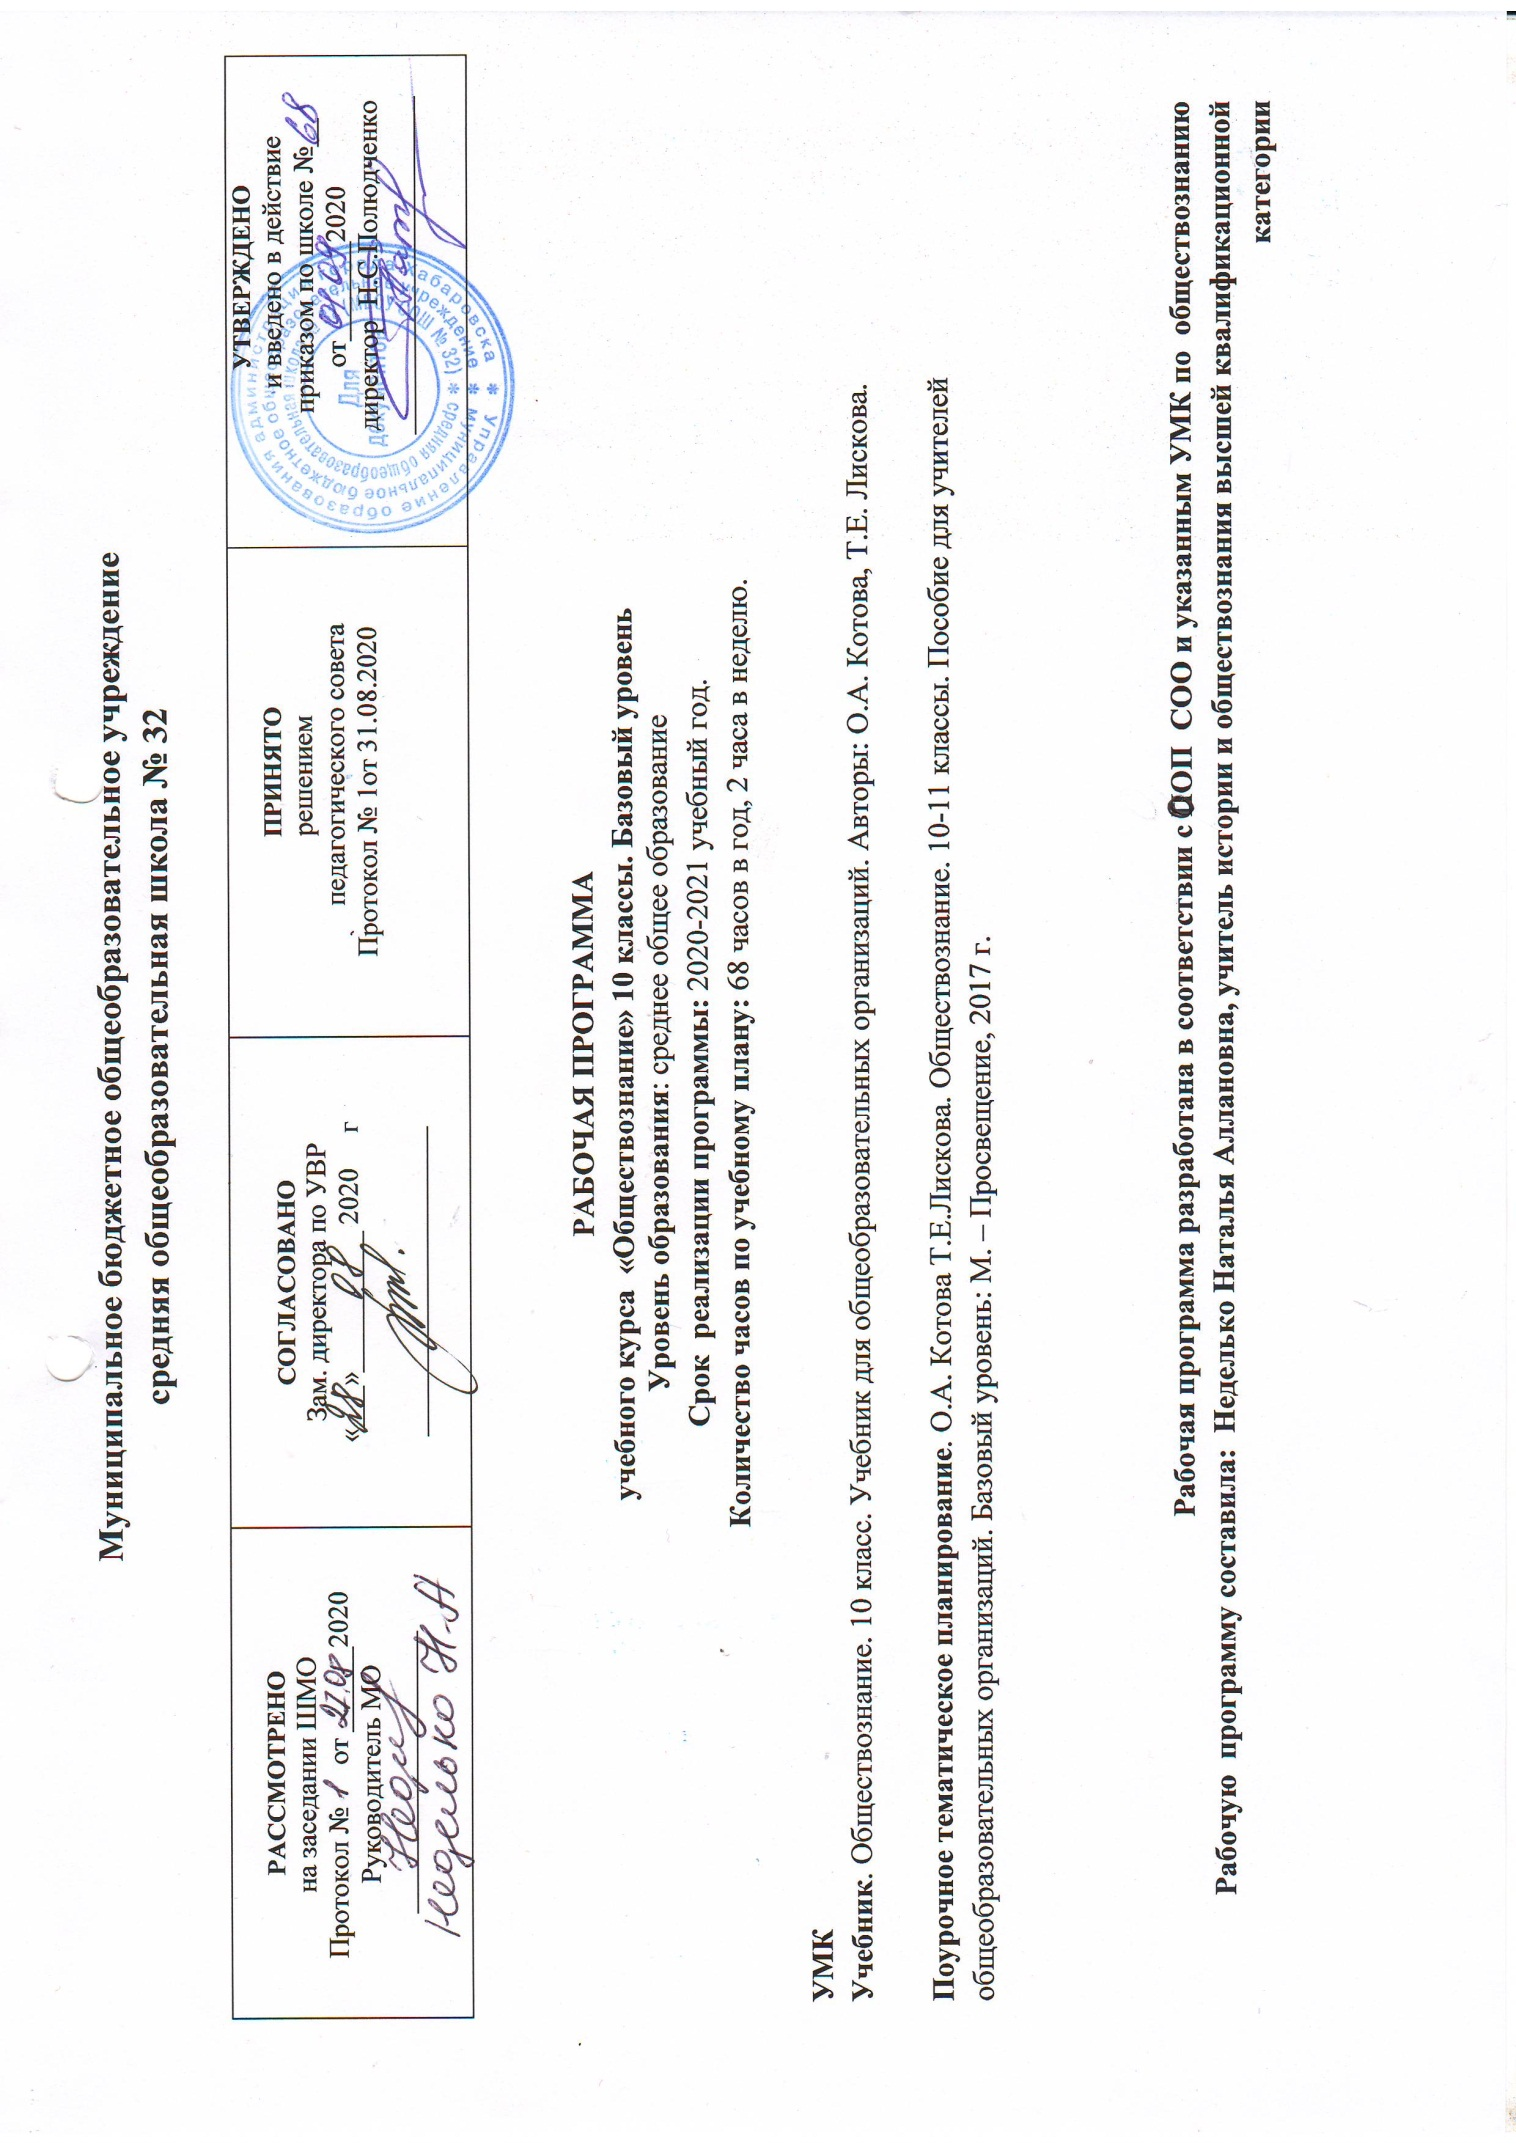 Муниципальное бюджетное общеобразовательное учреждение
средняя общеобразовательная школа № 32
РАССМОТРЕНО
на заседании ШМО
Протокол № 1 от 27.08 2020
Руководитель МО
Неделько Н.А
СОГЛАСОВАНО
Зам. директора по УВР
«28» 08 2020 г
ПРИНЯТО
решением
педагогического совета
Протокол № 1от 31.08.2020
УТВЕРЖДЕНО
и введено в действие
приказом по школе № 68
от 01.09 2020
директор Н.С.Полюдченко
Для
документов
РАБОЧАЯ ПРОГРАММА
учебного курса «Обществознание» 10 классы. Базовый уровень
Уровень образования: среднее общее образование
Срок реализации программы: 2020-2021 учебный год.
Количество часов по учебному плану: 68 часов в год, 2 часа в неделю.
УМК
Учебник. Обществознание. 10 класс. Учебник для общеобразовательных организаций. Авторы: О.А. Котова, Т.Е. Лискова.
Поурочное тематическое планирование. О.А. Котова Т.Е.Лискова. Обществознание. 10-11 классы. Пособие для учителей
общеобразовательных организаций. Базовый уровень: М. – Просвещение, 2017 г.
Рабочая программа разработана в соответствии с ООП СОО и указанным УМК по обществознанию
Рабочую программу составила: Неделько Наталья Аллановна, учитель истории и обществознания высшей квалификационной
категории